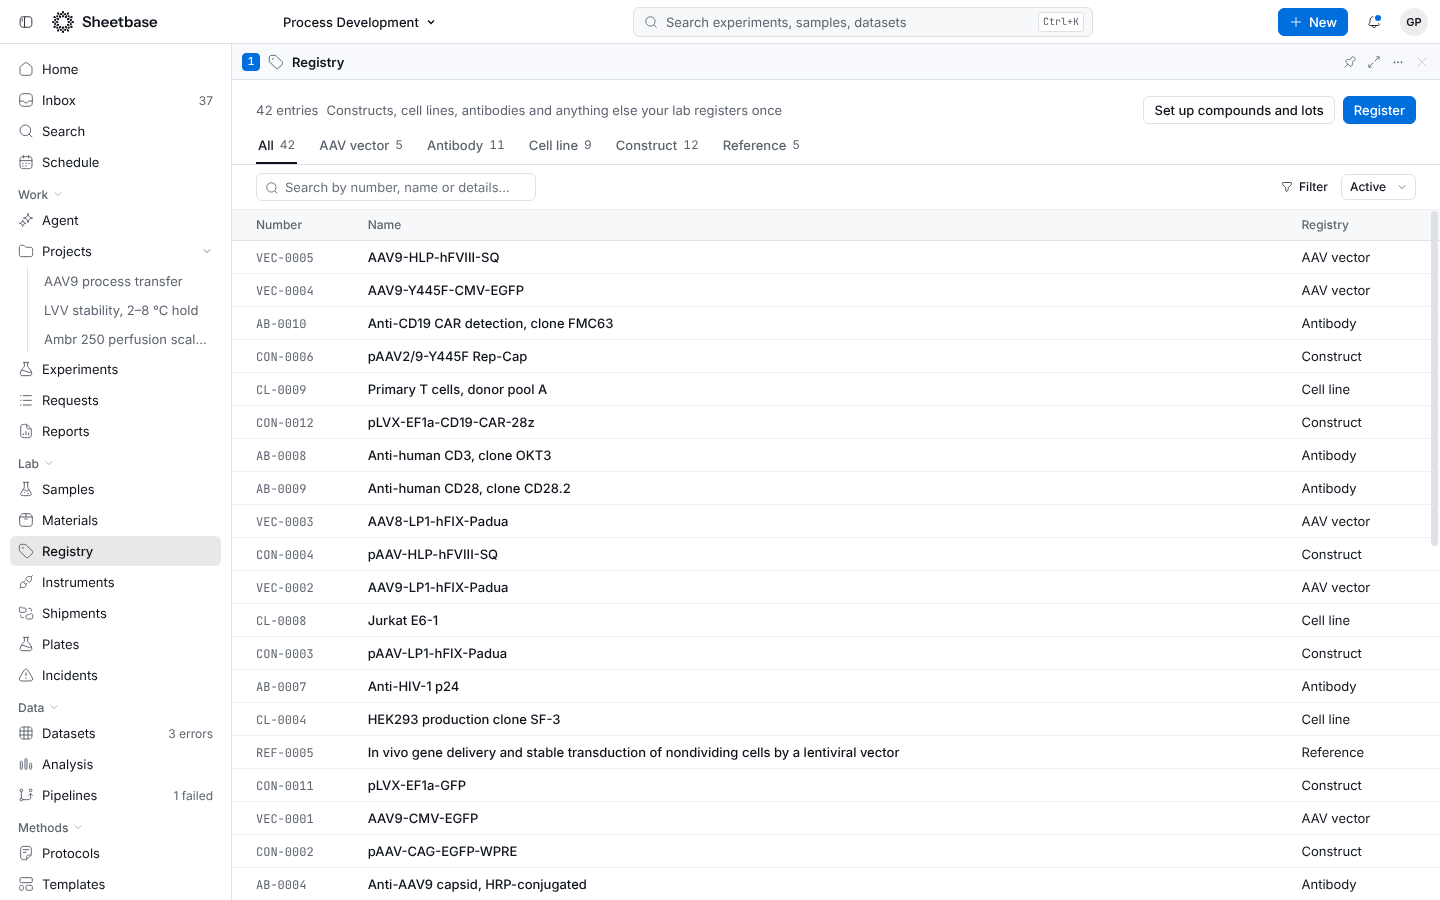 Sheetbase
Process Development
Search experiments, samples, datasets
Ctrl+K
New
GP
Home
Inbox 37
Search
Schedule
Work
Agent
Projects
AAV9 process transfer
LVV stability, 2–8 °C hold
Ambr 250 perfusion scal...
Experiments
Requests
Reports
Lab
Samples
Materials
Registry
Instruments
Shipments
Plates
Incidents
Data
Datasets 3 errors
Analysis
Pipelines 1 failed
Methods
Protocols
Templates
1 Registry
42 entries Constructs, cell lines, antibodies and anything else your lab registers once
Set up compounds and lots
Register
All 42 AAV vector 5 Antibody 11 Cell line 9 Construct 12 Reference 5
Search by number, name or details...
Filter
Active
Number Name Registry
VEC-0005 AAV9-HLP-hFVIII-SQ AAV vector
VEC-0004 AAV9-Y445F-CMV-EGFP AAV vector
AB-0010 Anti-CD19 CAR detection, clone FMC63 Antibody
CON-0006 pAAV2/9-Y445F Rep-Cap Construct
CL-0009 Primary T cells, donor pool A Cell line
CON-0012 pLVX-EF1a-CD19-CAR-28z Construct
AB-0008 Anti-human CD3, clone OKT3 Antibody
AB-0009 Anti-human CD28, clone CD28.2 Antibody
VEC-0003 AAV8-LP1-hFIX-Padua AAV vector
CON-0004 pAAV-HLP-hFVIII-SQ Construct
VEC-0002 AAV9-LP1-hFIX-Padua AAV vector
CL-0008 Jurkat E6-1 Cell line
CON-0003 pAAV-LP1-hFIX-Padua Construct
AB-0007 Anti-HIV-1 p24 Antibody
CL-0004 HEK293 production clone SF-3 Cell line
REF-0005 In vivo gene delivery and stable transduction of nondividing cells by a lentiviral vector Reference
CON-0011 pLVX-EF1a-GFP Construct
VEC-0001 AAV9-CMV-EGFP AAV vector
CON-0002 pAAV-CAG-EGFP-WPRE Construct
AB-0004 Anti-AAV9 capsid, HRP-conjugated Antibody